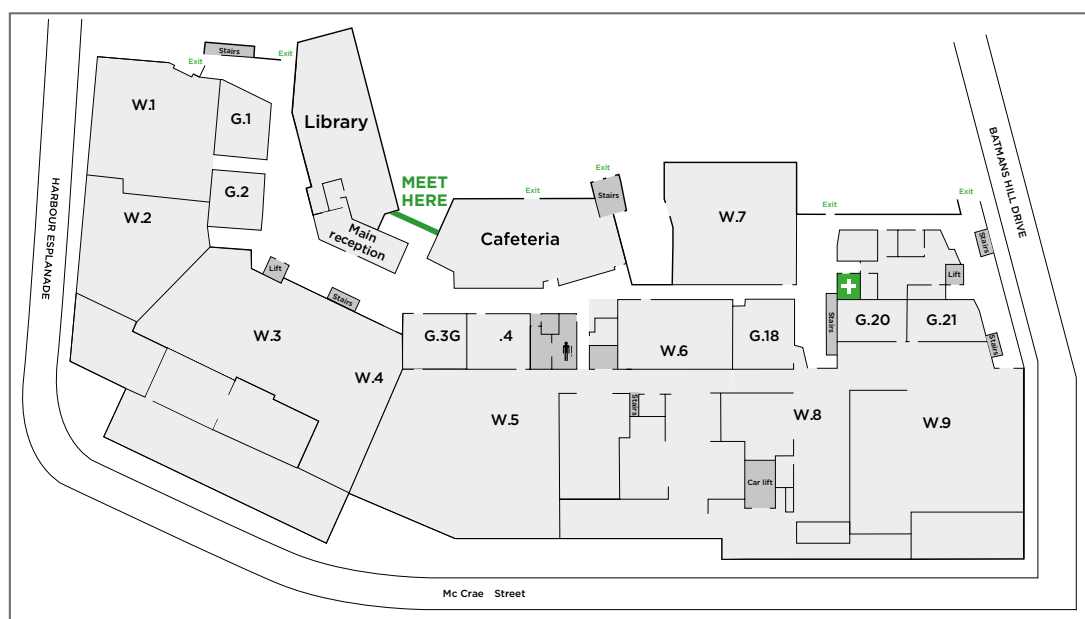 Stairs
Exit
Exit
W.1
G.1
Library
G.2
W.2
MEET
HERE
Exit
Exit
Stairs
Cafeteria
Main
reception
W.7
Exit
Exit
BATMANS HILL DRIVE
Stairs
HARBOUR ESPLANADE
Lift
Stairs
Lift
W.3
G.3G
.4
W.6
G.18
Stairs
G.20
G.21
Stairs
W.4
W.5
Stairs
W.8
W.9
Car lift
Mc Crae Street